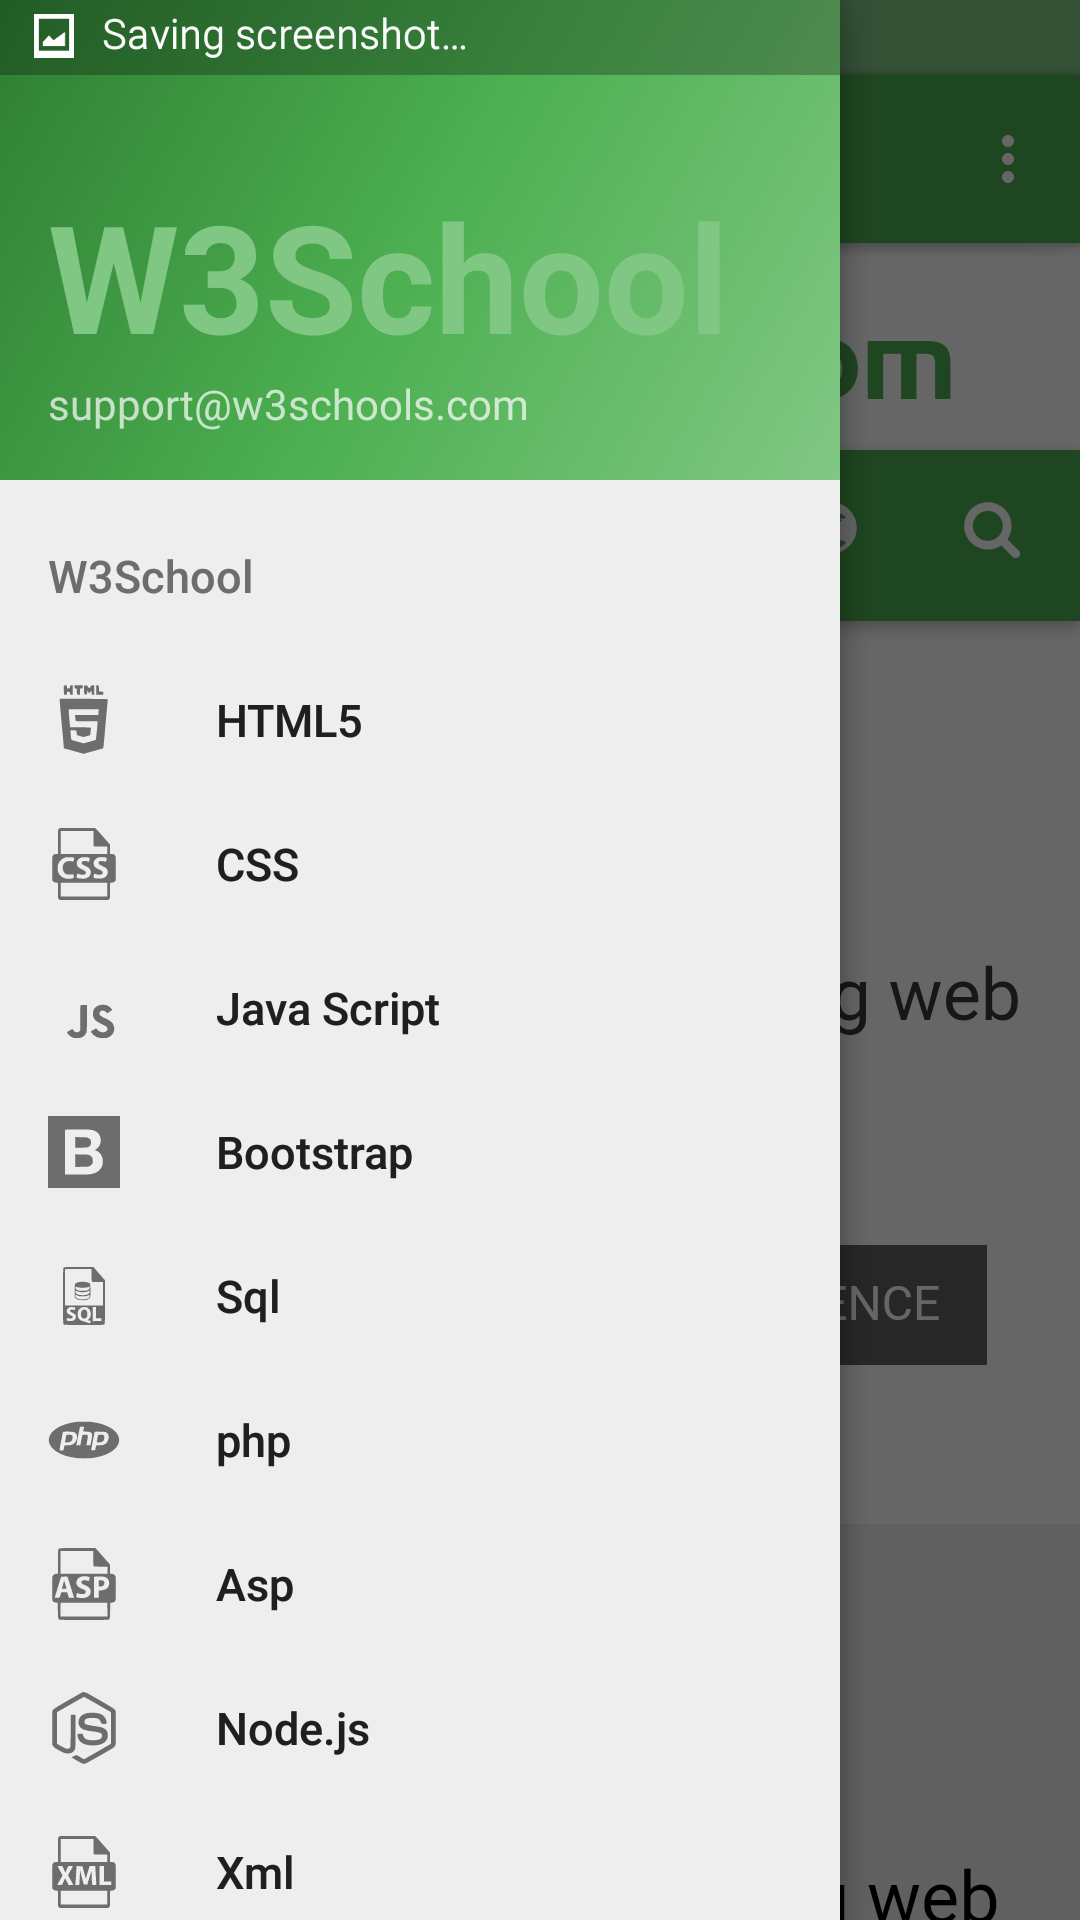 Saving screenshot...
W3School
support@w3schools.com
om
W3School
HTML
5
HTML5
CSS
CSS
JS
Java Script
g web
B
Bootstrap
SQL
Sql
ENCE
php
php
ASP
Asp
JS
Node.js
XML
Xml
web